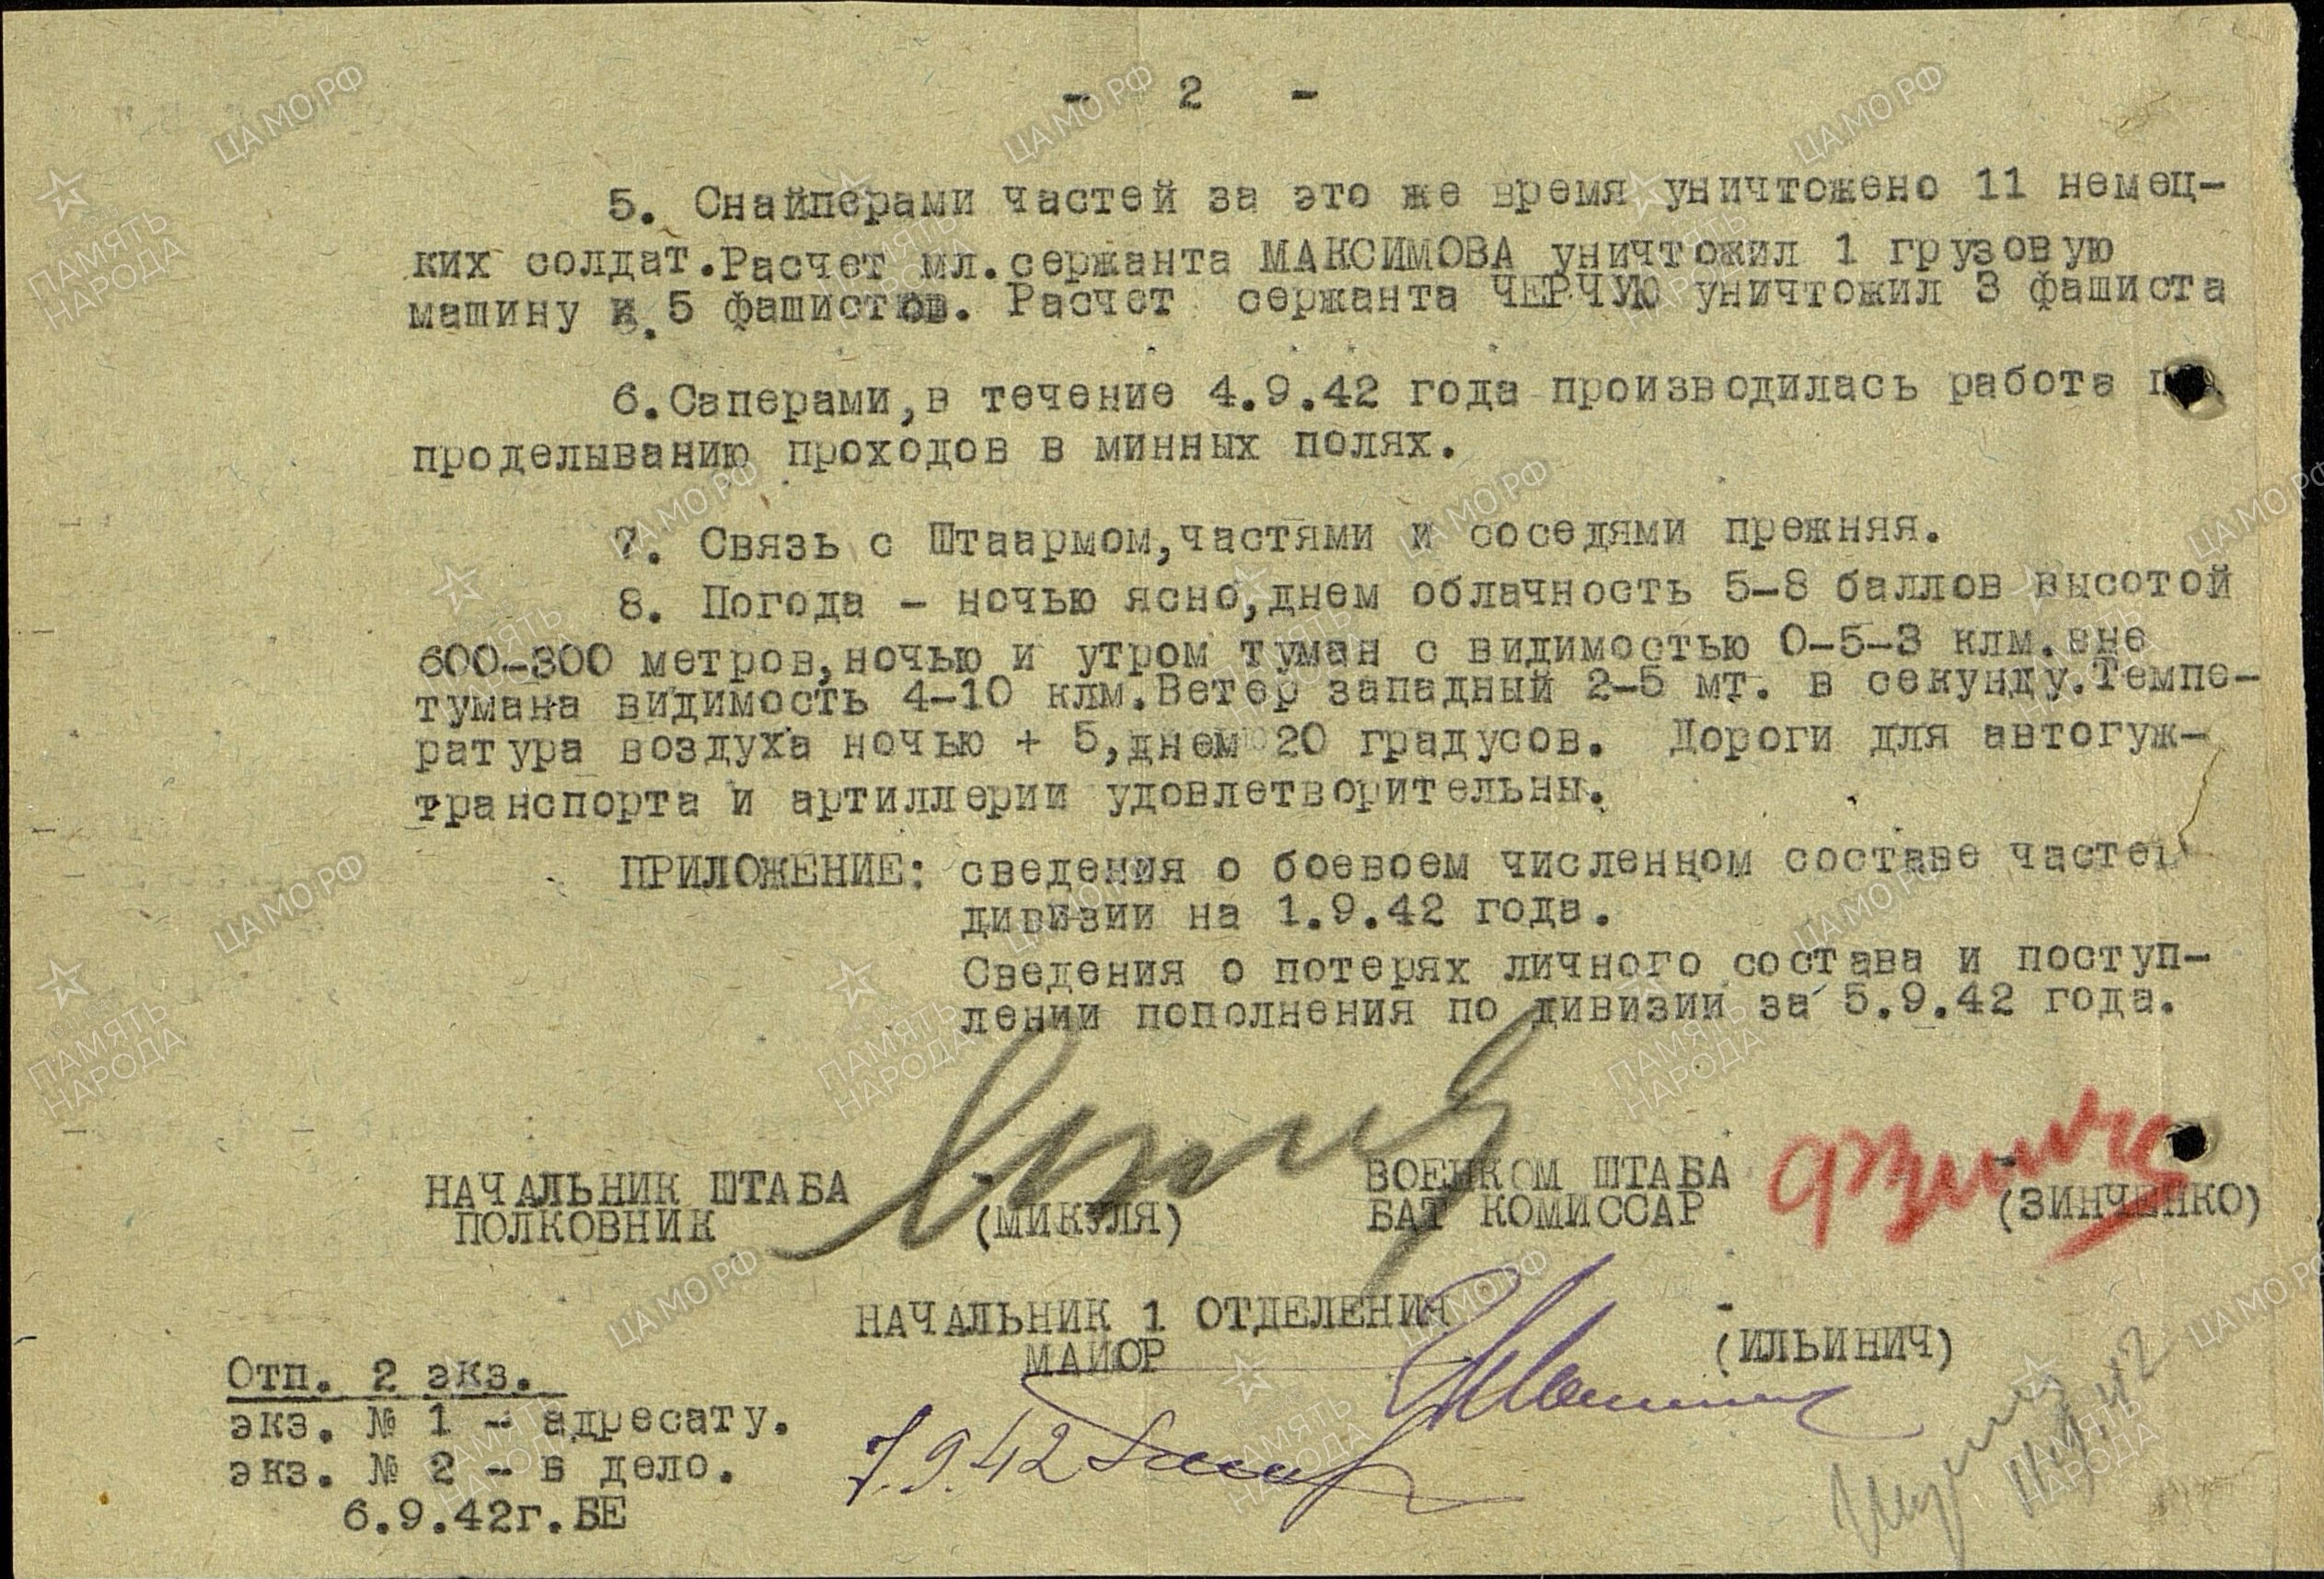 - 2 -
5. Снайперами частей за это же время уничтожено 11 немец-
ких солдат.Расчет мл.сержанта МАКСИМОВА уничтожил 1 грузовую
машину и 5 фашистов. Расчет сержанта ЧЕРЧУЮ уничтожил 3 фашиста
6.Саперами,в течение 4.9.42 года производилась работа
проделыванию проходов в минных полях.
7. Связь с Штаармом,частями и соседями прежняя.
8. Погода - ночью ясно,днем облачность 5-8 баллов высотой
600-300 метров,ночью и утром туман с видимостью 0-5-3 клм.вне
тумана видимость 4-10 клм.Ветер западный 2-5 мт. в секунду.Темпе-
ратура воздуха ночью + 5,днем 20 градусов. Дороги для автогуж-
транспорта и артиллерии удовлетворительны.
ПРИЛОЖЕНИЕ: сведения о боевоем численном составе частей
дивизии на 1.9.42 года.
Сведения о потерях личного состава и поступ-
лении пополнения по дивизии за 5.9.42 года.
НАЧАЛЬНИК ШТАБА ВОЕНКОМ ШТАБА
ПОЛКОВНИК (МИКУЛЯ) БАТ КОМИССАР (ЗИНЧЕНКО)
НАЧАЛЬНИК 1 ОТДЕЛЕНИЯ
МАЙОР (ИЛЬИНИЧ)
Отп. 2 экз.
экз. № 1 - адресату.
экз. № 2 - в дело.
6.9.42г.БЕ
7.9.42
ЦАМО.РФ
ПАМЯТЬ
НАРОДА